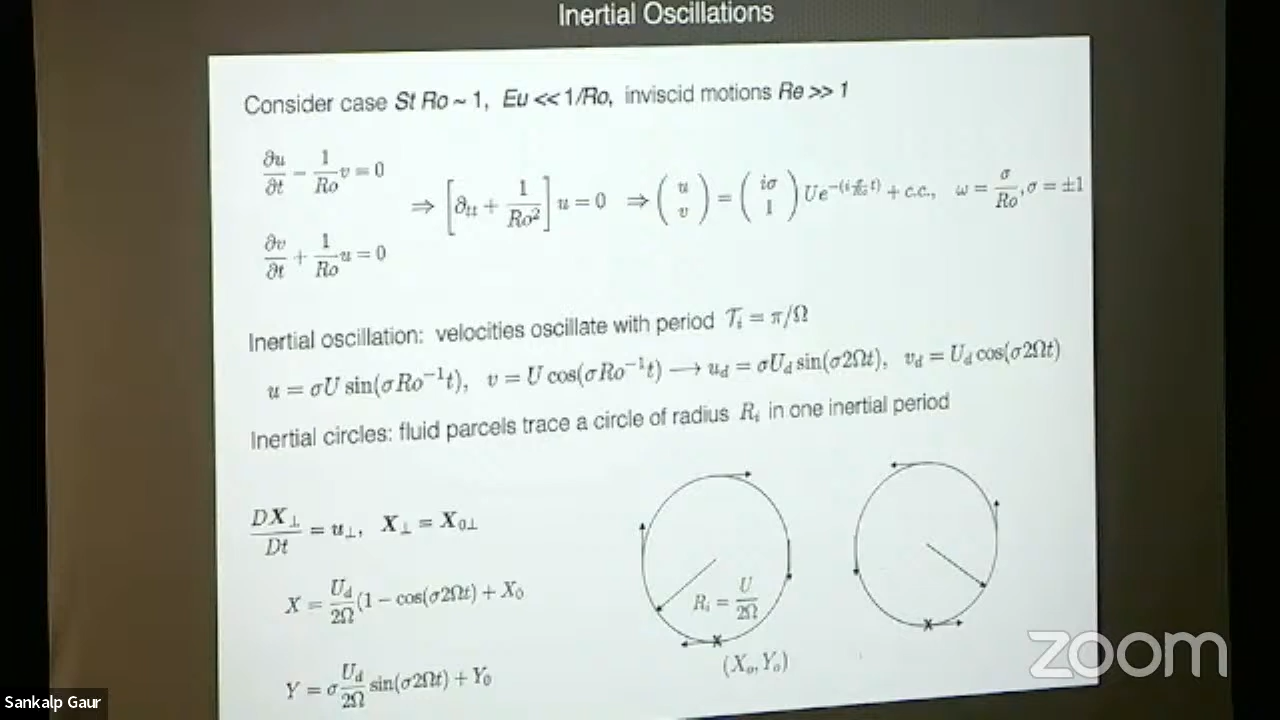 Inertial Oscillations
Consider case St Ro ~ 1, Eu << 1/Ro, inviscid motions Re >> 1
∂u/∂t − 1/Ro v = 0
⇒ [∂tt + 1/Ro²] u = 0 ⇒ (u v) = (iσ 1) U e^−(i σ/Ro t) + c.c., ω = σ/Ro, σ = ±1
∂v/∂t + 1/Ro u = 0
Inertial oscillation: velocities oscillate with period 𝒯i = π/Ω
u = σU sin(σRo⁻¹t), v = U cos(σRo⁻¹t) ⟶ ud = σUd sin(σ2Ωt), vd = Ud cos(σ2Ωt)
Inertial circles: fluid parcels trace a circle of radius Ri in one inertial period
DX⊥/Dt = u⊥, X⊥ = X0⊥
X = Ud/2Ω (1 − cos(σ2Ωt) + X0
Y = σ Ud/2Ω sin(σ2Ωt) + Y0
Ri = U/2Ω
(Xo, Yo)
zoom
Sankalp Gaur